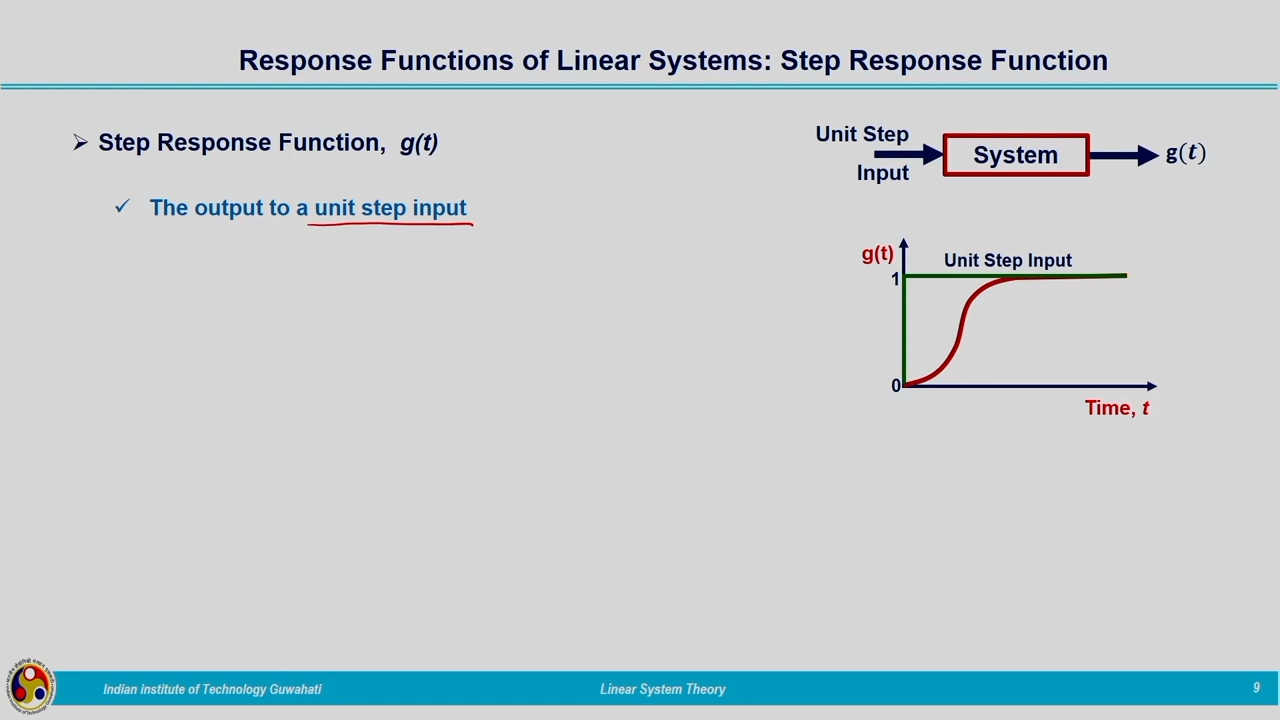 Response Functions of Linear Systems: Step Response Function
➢ Step Response Function, g(t)
✓ The output to a unit step input
Unit Step
Input
System
g(t)
g(t)
Unit Step Input
1
0
Time, t
Indian institute of Technology Guwahati
Linear System Theory
9